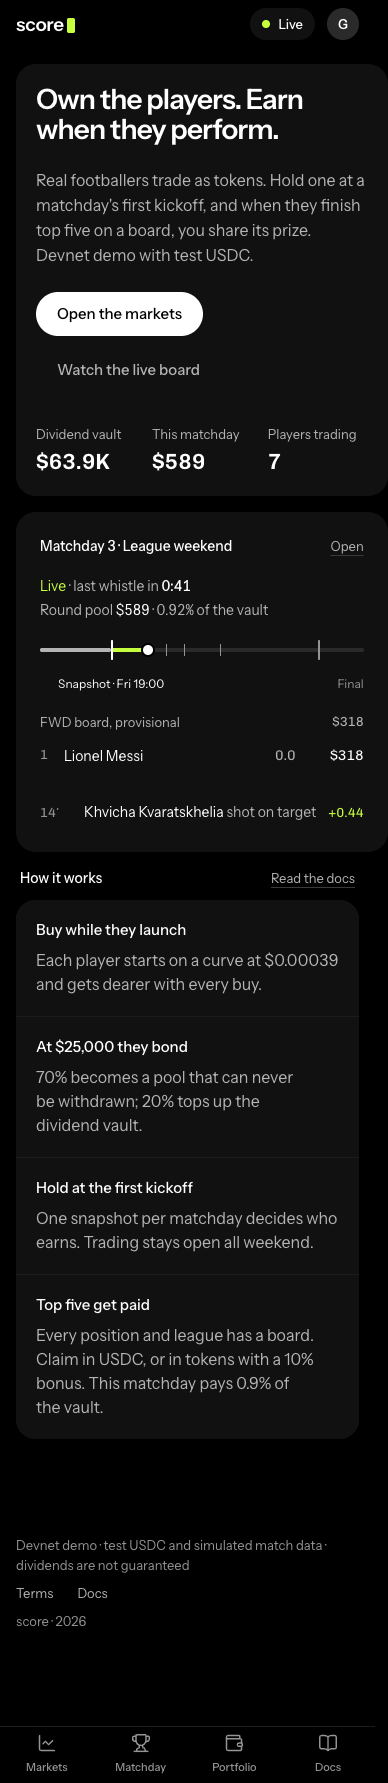 score
Live
G
Own the players. Earn
when they perform.
Real footballers trade as tokens. Hold one at a
matchday's first kickoff, and when they finish
top five on a board, you share its prize.
Devnet demo with test USDC.
Open the markets
Watch the live board
Dividend vault This matchday Players trading
$63.9K $589 7
Matchday 3 · League weekend Open
Live · last whistle in 0:41
Round pool $589 · 0.92% of the vault
Snapshot · Fri 19:00 Final
FWD board, provisional $318
1 Lionel Messi 0.0 $318
14' Khvicha Kvaratskhelia shot on target +0.44
How it works Read the docs
Buy while they launch
Each player starts on a curve at $0.00039
and gets dearer with every buy.
At $25,000 they bond
70% becomes a pool that can never
be withdrawn; 20% tops up the
dividend vault.
Hold at the first kickoff
One snapshot per matchday decides who
earns. Trading stays open all weekend.
Top five get paid
Every position and league has a board.
Claim in USDC, or in tokens with a 10%
bonus. This matchday pays 0.9% of
the vault.
Devnet demo · test USDC and simulated match data ·
dividends are not guaranteed
Terms Docs
score · 2026
Markets Matchday Portfolio Docs